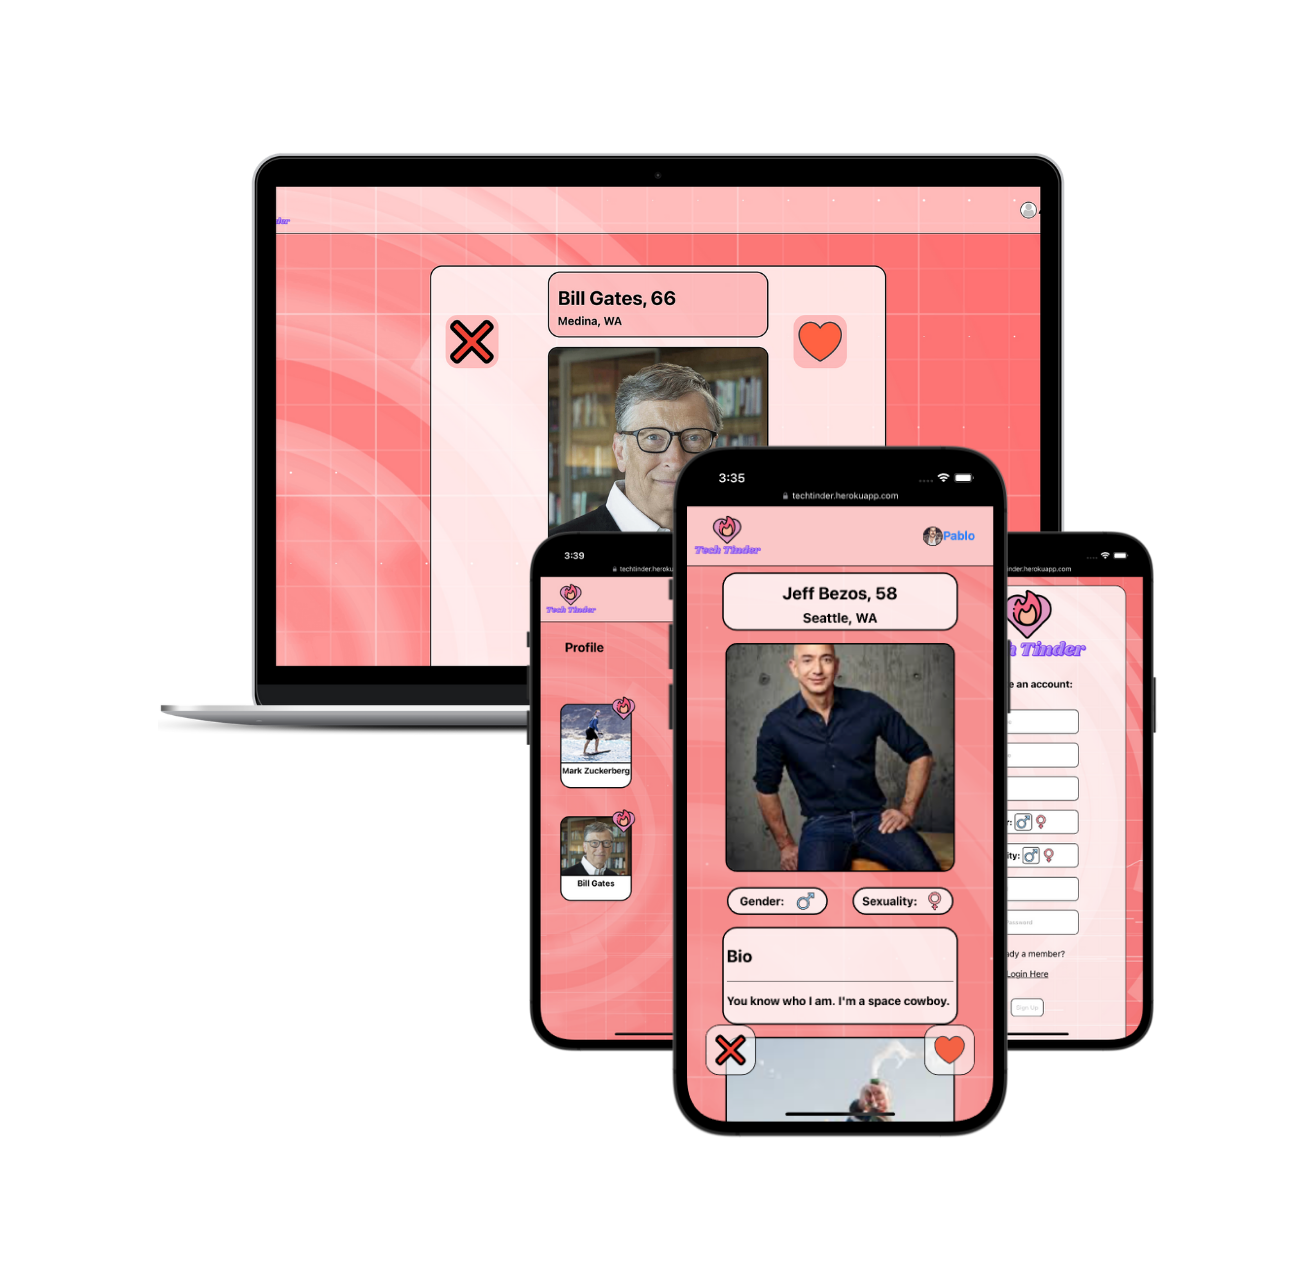 der
Bill Gates, 66
Medina, WA
3:35
techtinder.herokuapp.com
Tech Tinder
Pablo
Jeff Bezos, 58
Seattle, WA
Gender:
Sexuality:
Bio
You know who I am. I'm a space cowboy.
3:39
techtinder.heroku
Tech Tinder
Profile
Mark Zuckerberg
Bill Gates
nder.herokuapp.com
h Tinder
e an account:
r:
ity:
Password
dy a member?
Login Here
Sign Up